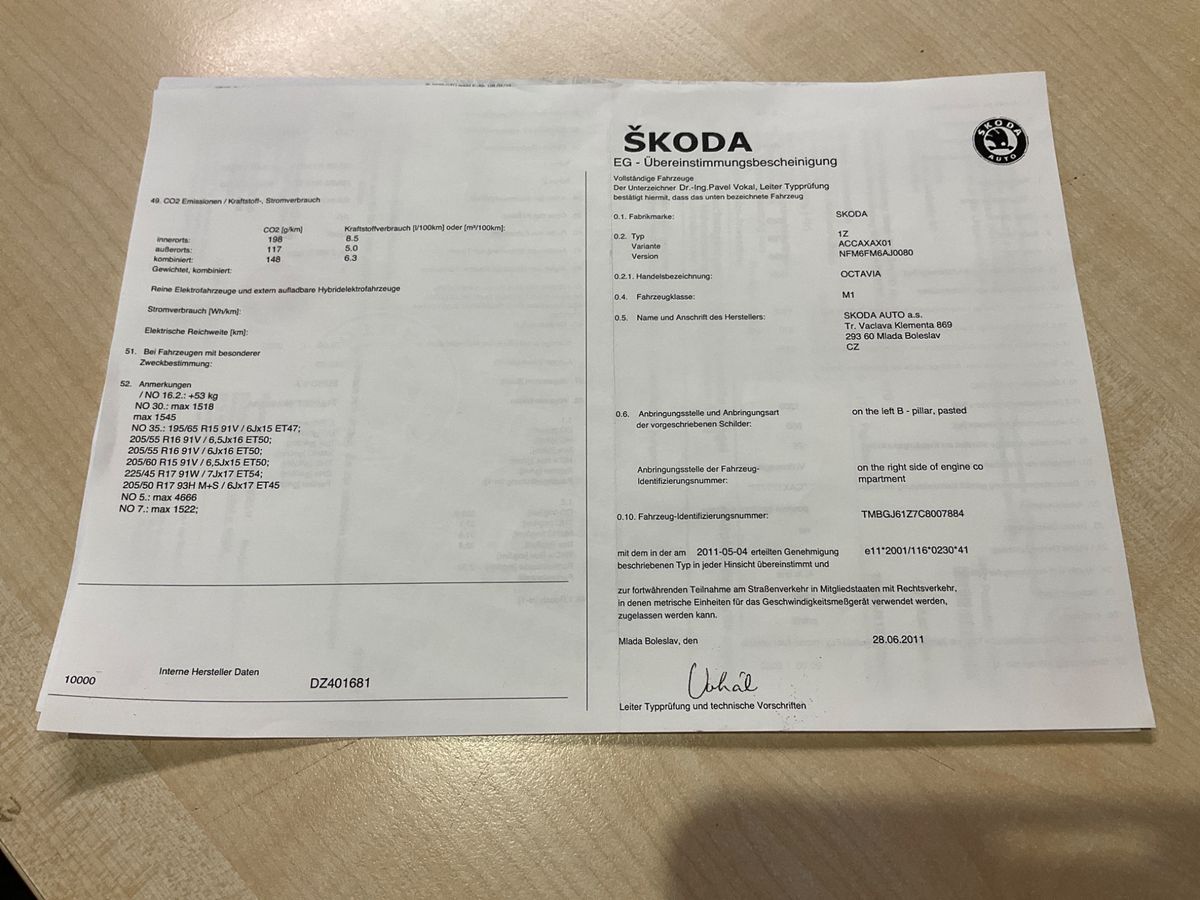 49. CO2 Emissionen / Kraftstoff-, Stromverbrauch
CO2 [g/km] Kraftstoffverbrauch [l/100km] oder [m³/100km]:
innerorts: 198 8.5
außerorts: 117 5.0
kombiniert: 148 6.3
Gewichtet, kombiniert:
Reine Elektrofahrzeuge und extern aufladbar Hybridelektrofahrzeuge
Stromverbrauch [Wh/km]:
Elektrische Reichweite [km]:
51. Bei Fahrzeugen mit besonderer
Zweckbestimmung:
52. Anmerkungen
/ NO 16.2.: +53 kg
NO 30.: max 1518
max 1545
NO 35.: 195/65 R15 91V / 6Jx15 ET47;
205/55 R16 91V / 6,5Jx16 ET50;
205/55 R16 91V / 6Jx16 ET50;
205/60 R15 91V / 6,5Jx15 ET50;
225/45 R17 91W / 7Jx17 ET54;
205/50 R17 93H M+S / 6Jx17 ET45
NO 5.: max 4666
NO 7.: max 1522;
10000 Interne Hersteller Daten DZ401681
ŠKODA
SKODA
AUTO
EG - Übereinstimmungsbescheinigung
Vollständige Fahrzeuge
Der Unterzeichner Dr.-Ing.Pavel Vokal, Leiter Typprüfung
bestätigt hiermit, dass das unten bezeichnete Fahrzeug
0.1. Fabrikmarke: SKODA
0.2. Typ 1Z
Variante ACCAXAX01
Version NFM6FM6AJ0080
0.2.1. Handelsbezeichnung: OCTAVIA
0.4. Fahrzeugklasse: M1
0.5. Name und Anschrift des Herstellers: SKODA AUTO a.s.
Tr. Vaclava Klementa 869
293 60 Mlada Boleslav
CZ
0.6. Anbringungsstelle und Anbringungsart on the left B - pillar, pasted
der vorgeschriebenen Schilder:
Anbringungsstelle der Fahrzeug- on the right side of engine co
Identifizierungsnummer: mpartment
0.10. Fahrzeug-Identifizierungsnummer: TMBGJ61Z7C8007884
mit dem in der am 2011-05-04 erteilten Genehmigung e11*2001/116*0230*41
beschriebenen Typ in jeder Hinsicht übereinstimmt und
zur fortwährenden Teilnahme am Straßenverkehr in Mitgliedstaaten mit Rechtsverkehr,
in denen metrische Einheiten für das Geschwindigkeitsmeßgerät verwendet werden,
zugelassen werden kann.
Mlada Boleslav, den 28.06.2011
Vokál
Leiter Typprüfung und technische Vorschriften